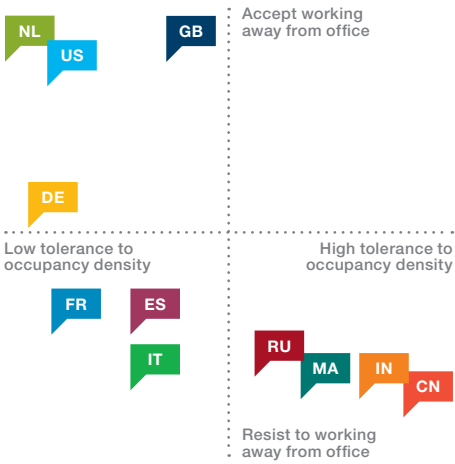 Accept working
away from office
NL
US
GB
DE
Low tolerance to
occupancy density
High tolerance to
occupancy density
FR
ES
IT
RU
MA
IN
CN
Resist to working
away from office